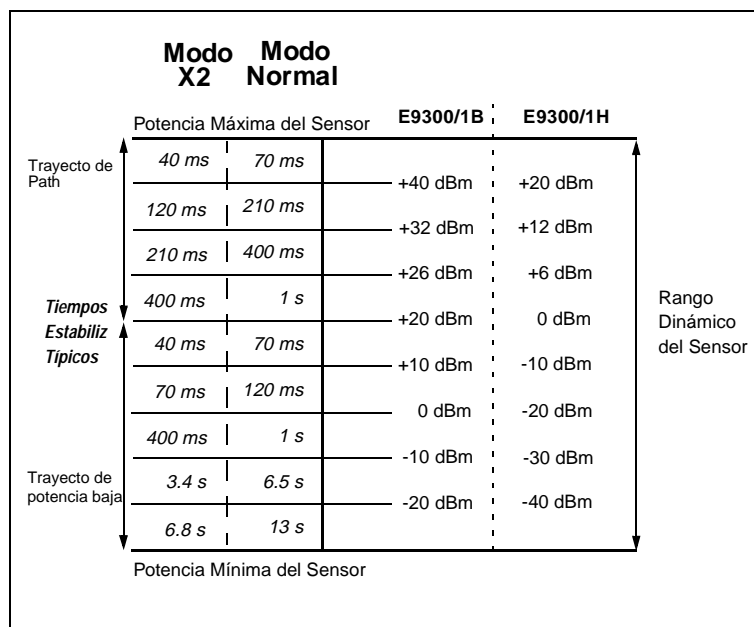 Modo Modo
X2 Normal
Potencia Máxima del Sensor E9300/1B E9300/1H
Trayecto de
Path
40 ms 70 ms
+40 dBm +20 dBm
120 ms 210 ms
+32 dBm +12 dBm
210 ms 400 ms
+26 dBm +6 dBm
400 ms 1 s
+20 dBm 0 dBm
Tiempos
Estabiliz
Típicos
Rango
Dinámico
del Sensor
40 ms 70 ms
+10 dBm -10 dBm
70 ms 120 ms
0 dBm -20 dBm
400 ms 1 s
-10 dBm -30 dBm
Trayecto de
potencia baja
3.4 s 6.5 s
-20 dBm -40 dBm
6.8 s 13 s
Potencia Mínima del Sensor